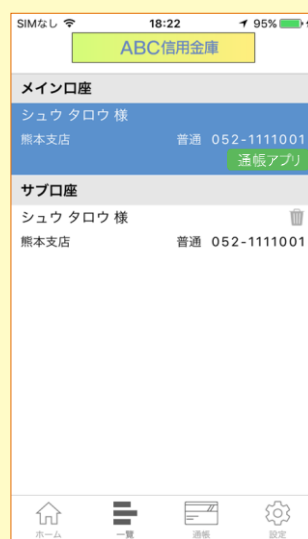 SIMなし 18:22 95%
ABC信用金庫
メイン口座
シュウ タロウ 様
熊本支店 普通 052-1111001
通帳アプリ
サブ口座
シュウ タロウ 様
熊本支店 普通 052-1111001
ホーム 一覧 通帳 設定